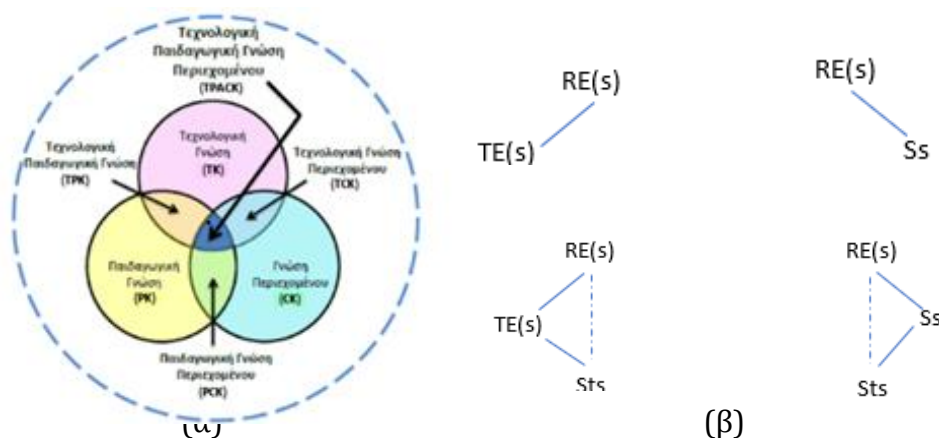 Τεχνολογική
Παιδαγωγική Γνώση
Περιεχομένου
(TPACK)
Τεχνολογική
Παιδαγωγική Γνώση
(TPK)
Τεχνολογική
Γνώση
(TK)
Τεχνολογική Γνώση
Περιεχομένου
(TCK)
Παιδαγωγική
Γνώση
(PK)
Γνώση
Περιεχομένου
(CK)
Παιδαγωγική Γνώση
Περιεχομένου
(PCK)
(α)
RE(s)
TE(s)
RE(s)
Ss
RE(s)
TE(s)
Sts
RE(s)
Ss
Sts
(β)